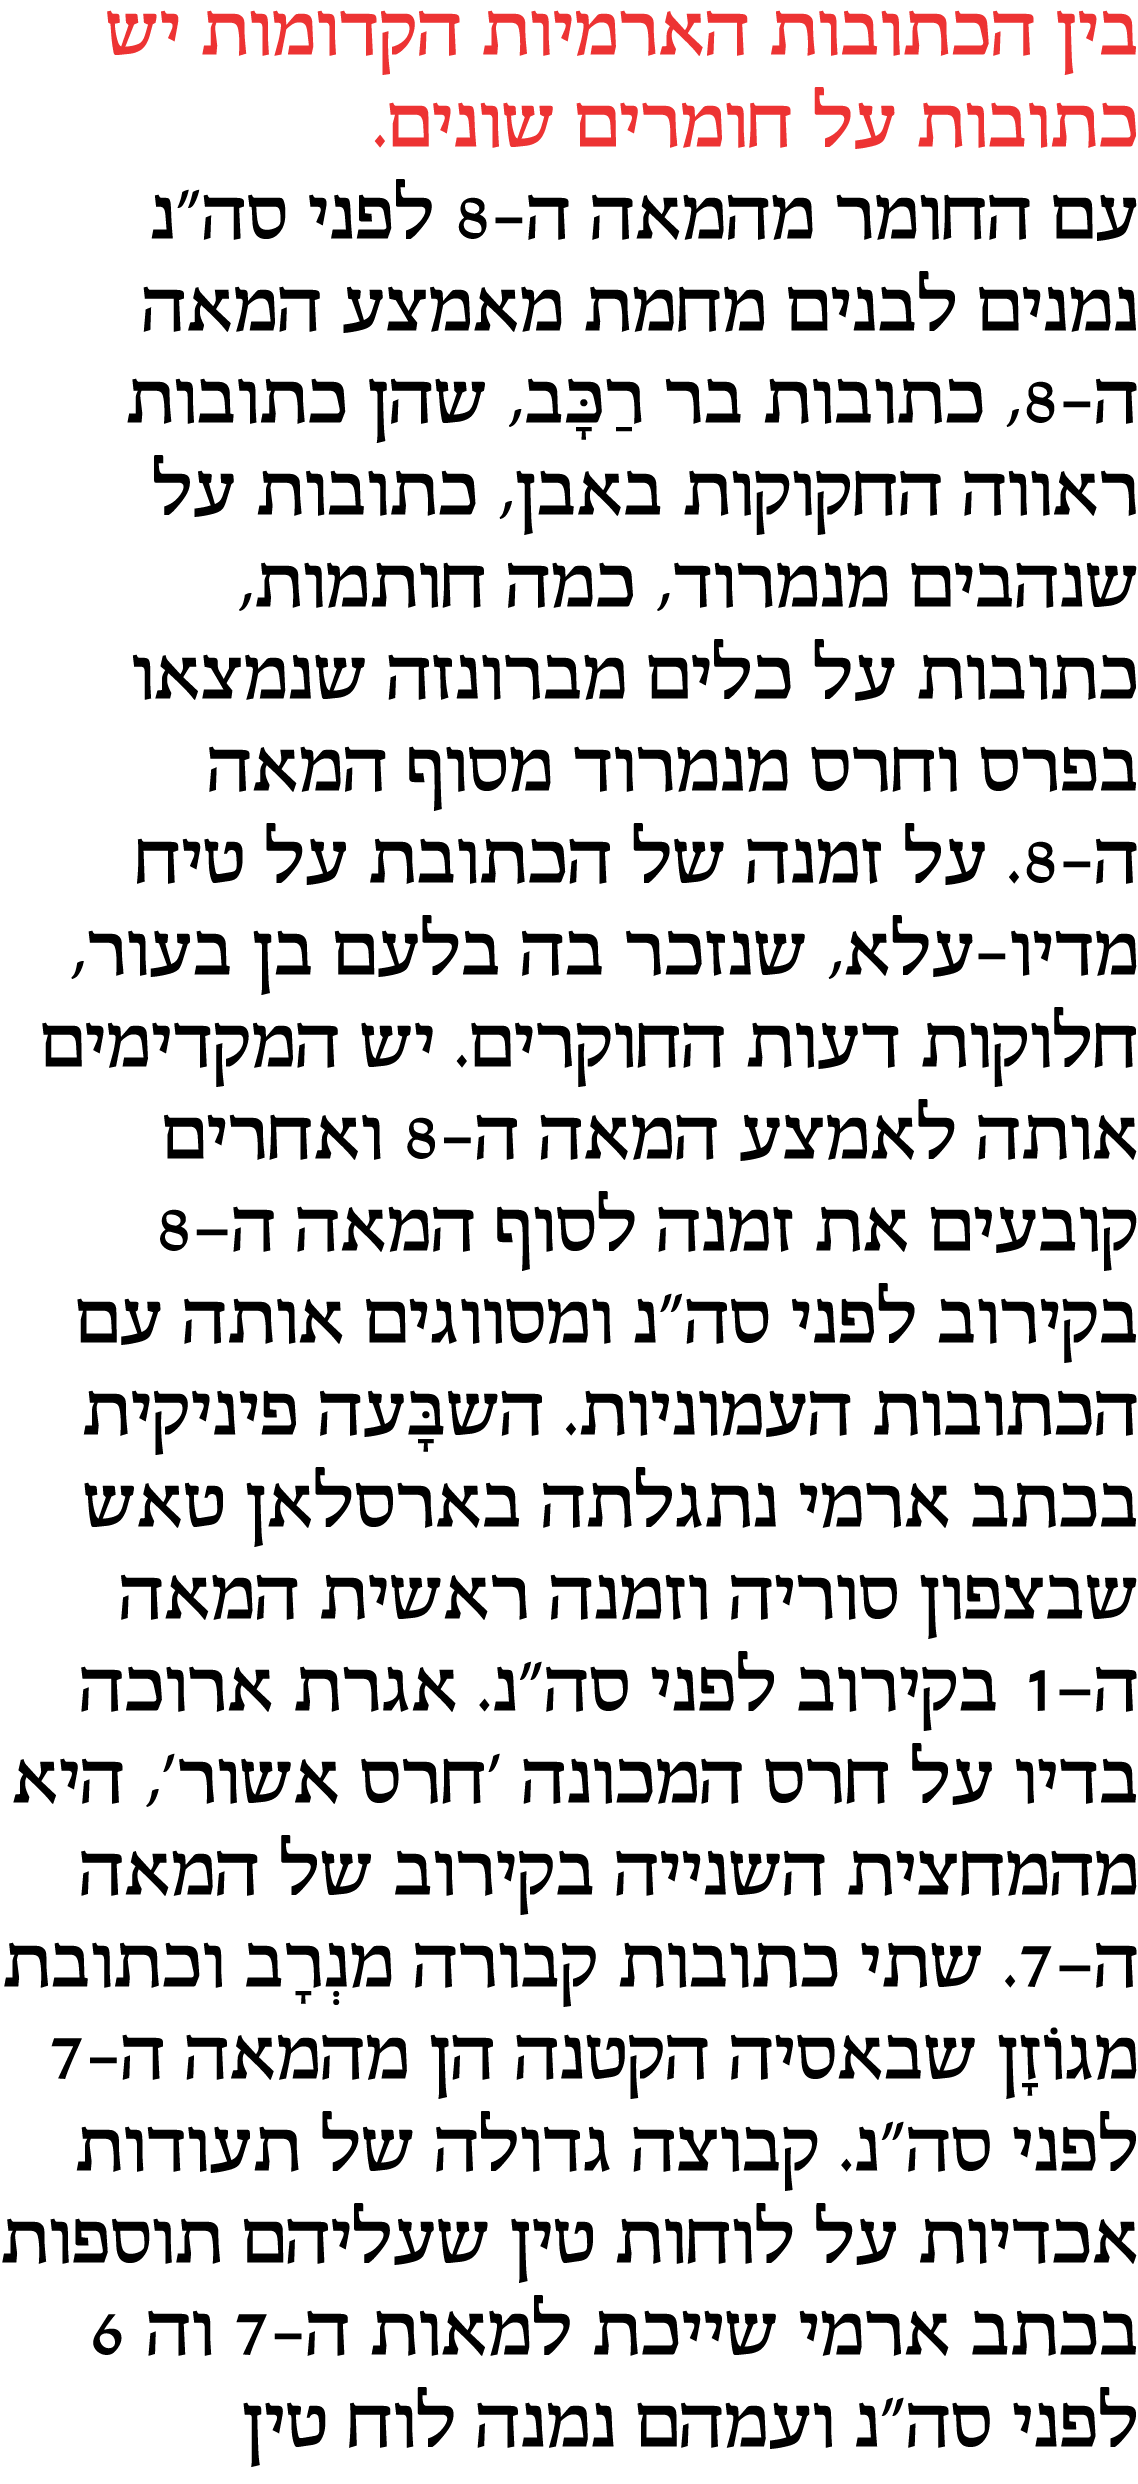 בין הכתובות הארמיות הקדומות יש
כתובות על חומרים שונים.
עם החומר מהמאה ה-8 לפני סה"נ
נמנים לבנים מחמת מאמצע המאה
ה-8, כתובות בר רַכָּב, שהן כתובות
ראווה החקוקות באבן, כתובות על
שנהבים מנמרוד, כמה חותמות,
כתובות על כלים מברונזה שנמצאו
בפרס וחרס מנמרוד מסוף המאה
ה-8. על זמנה של הכתובת על טיח
מדיו-עלא, שנזכר בה בלעם בן בעור,
חלוקות דעות החוקרים. יש המקדימים
אותה לאמצע המאה ה-8 ואחרים
קובעים את זמנה לסוף המאה ה-8
בקירוב לפני סה"נ ומסווגים אותה עם
הכתובות העמוניות. השבָּעה פיניקית
בכתב ארמי נתגלתה בארסלאן טאש
שבצפון סוריה וזמנה ראשית המאה
ה-1 בקירוב לפני סה"נ. אגרת ארוכה
בדיו על חרס המכונה 'חרס אשור', היא
מהמחצית השנייה בקירוב של המאה
ה-7. שתי כתובות קבורה מנְרָב וכתובת
מגוֹזָן שבאסיה הקטנה הן מהמאה ה-7
לפני סה"נ. קבוצה גדולה של תעודות
אכדיות על לוחות טין שעליהם תוספות
בכתב ארמי שייכת למאות ה-7 וה 6
לפני סה"נ ועמהם נמנה לוח טין